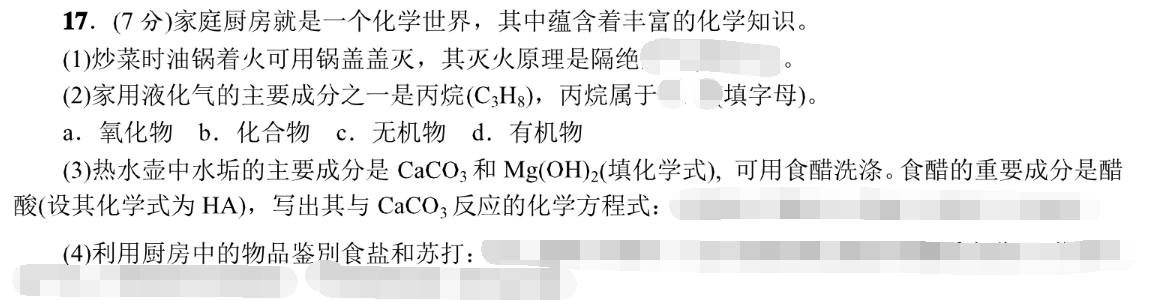 17．(7 分)家庭厨房就是一个化学世界，其中蕴含着丰富的化学知识。
(1)炒菜时油锅着火可用锅盖盖灭，其灭火原理是隔绝 。
(2)家用液化气的主要成分之一是丙烷(C₃H₈)，丙烷属于 (填字母)。
a．氧化物 b．化合物 c．无机物 d．有机物
(3)热水壶中水垢的主要成分是 CaCO₃ 和 Mg(OH)₂(填化学式), 可用食醋洗涤。食醋的重要成分是醋
酸(设其化学式为 HA)，写出其与 CaCO₃ 反应的化学方程式：
(4)利用厨房中的物品鉴别食盐和苏打：